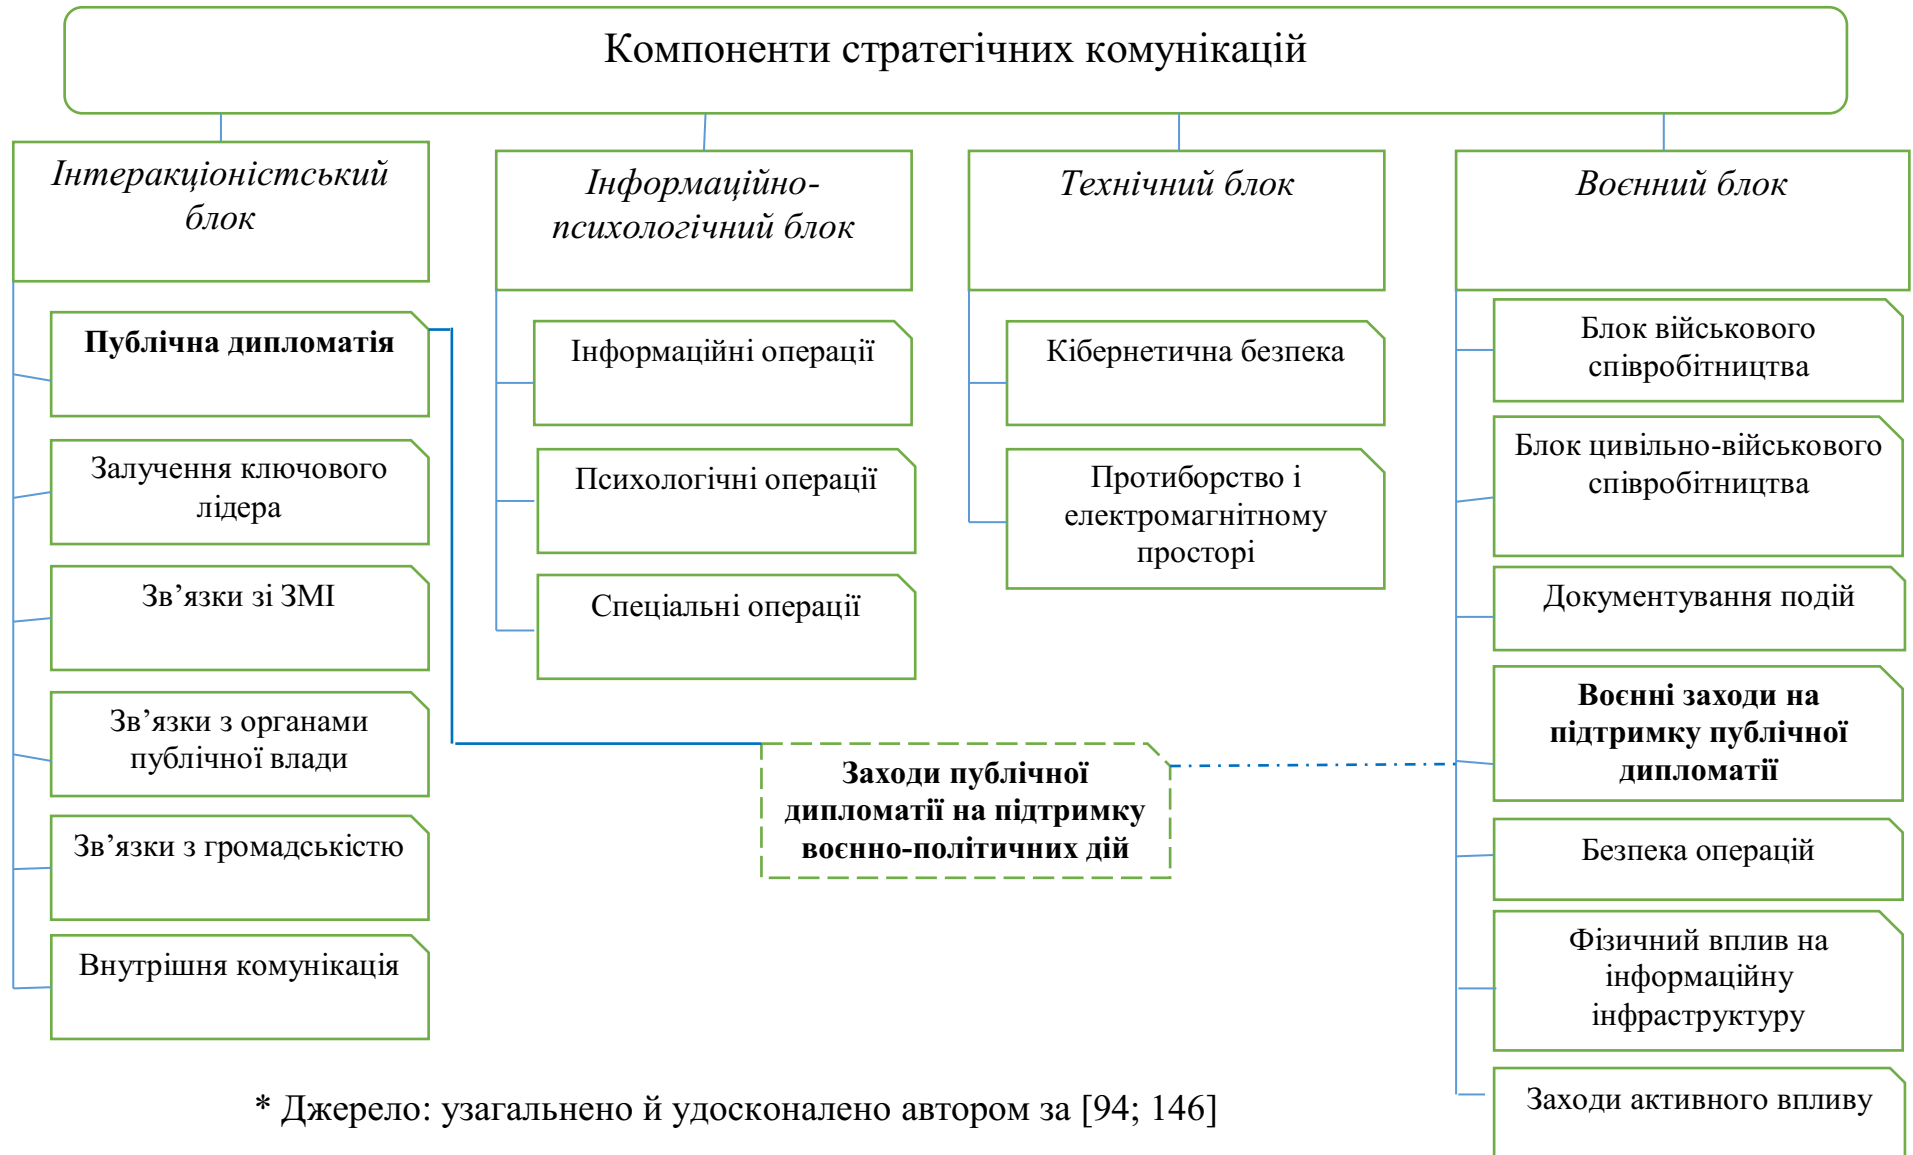 Компоненти стратегічних комунікацій
Інтеракціоністський
блок
Публічна дипломатія
Залучення ключового
лідера
Зв’язки зі ЗМІ
Зв’язки з органами
публічної влади
Зв’язки з громадськістю
Внутрішня комунікація
Інформаційно-
психологічний блок
Інформаційні операції
Психологічні операції
Спеціальні операції
Технічний блок
Кібернетична безпека
Протиборство і
електромагнітному
просторі
Воєнний блок
Блок військового
співробітництва
Блок цивільно-військового
співробітництва
Документування подій
Воєнні заходи на
підтримку публічної
дипломатії
Безпека операцій
Фізичний вплив на
інформаційну
інфраструктуру
Заходи активного впливу
Заходи публічної
дипломатії на підтримку
воєнно-політичних дій
* Джерело: узагальнено й удосконалено автором за [94; 146]